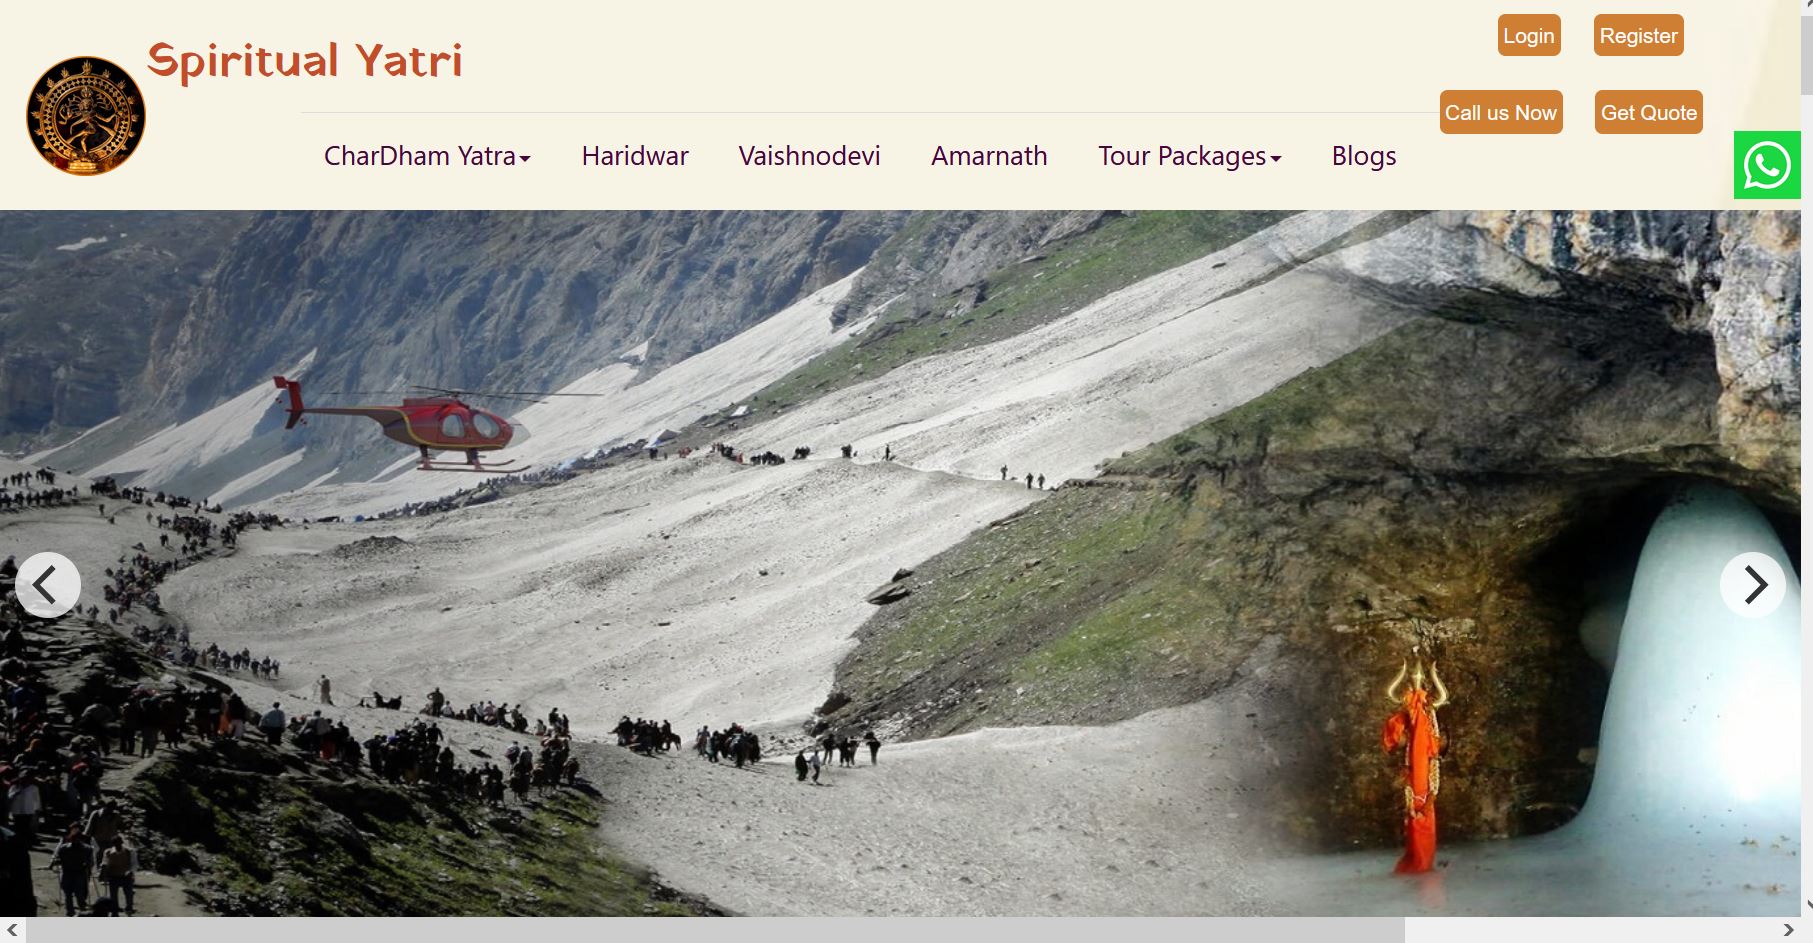 Spiritual Yatri
Login Register
Call us Now Get Quote
CharDham Yatra Haridwar Vaishnodevi Amarnath Tour Packages Blogs